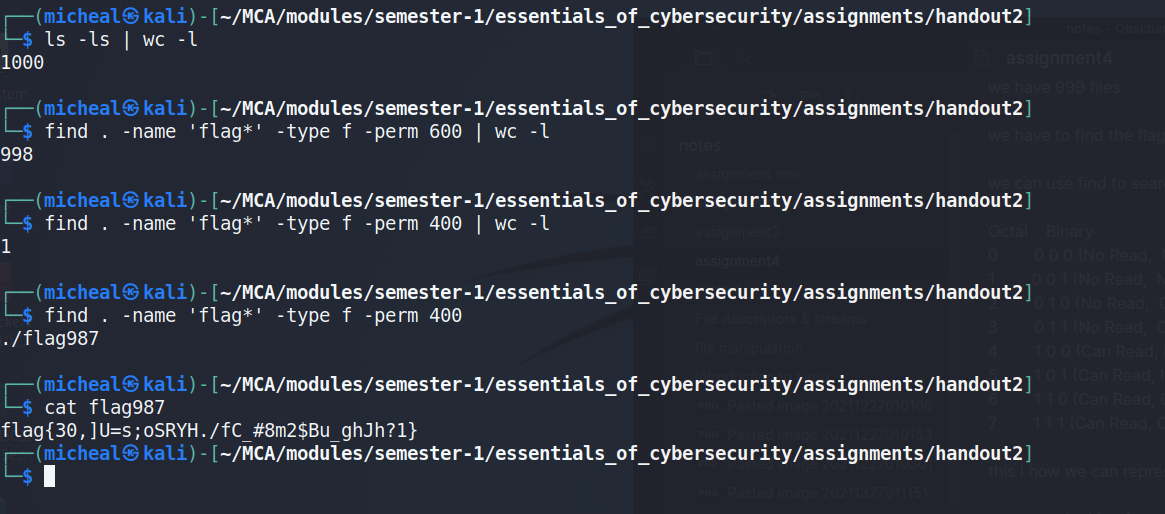 ┌──(micheal㉿kali)-[~/MCA/modules/semester-1/essentials_of_cybersecurity/assignments/handout2]
└─$ ls -ls | wc -l
1000
┌──(micheal㉿kali)-[~/MCA/modules/semester-1/essentials_of_cybersecurity/assignments/handout2]
└─$ find . -name 'flag*' -type f -perm 600 | wc -l
998
┌──(micheal㉿kali)-[~/MCA/modules/semester-1/essentials_of_cybersecurity/assignments/handout2]
└─$ find . -name 'flag*' -type f -perm 400 | wc -l
1
┌──(micheal㉿kali)-[~/MCA/modules/semester-1/essentials_of_cybersecurity/assignments/handout2]
└─$ find . -name 'flag*' -type f -perm 400
./flag987
┌──(micheal㉿kali)-[~/MCA/modules/semester-1/essentials_of_cybersecurity/assignments/handout2]
└─$ cat flag987
flag{30,]U=s;oSRYH./fC_#8m2$Bu_ghJh?1}
┌──(micheal㉿kali)-[~/MCA/modules/semester-1/essentials_of_cybersecurity/assignments/handout2]
└─$
notes - Obsidia
assignment4
we have 999 files
we have to find the flag
notes
assignment one
we can use find to sear
assignment3
Octal Binary
assignment4
0 0 0 0 (No Read,
1 0 0 1 (No Read,
2 0 1 0 (No Read,
File descriptors & streams
3 0 1 1 (No Read,
file manipulation
4 1 0 0 (Can Read,
5 1 0 1 (Can Read,
PNG Pasted image 20211227010106
6 1 1 0 (Can Read,
7 1 1 1 (Can Read,
PNG Pasted image 20211227010153
this i now we can repre
PNG Pasted image 20211227011151